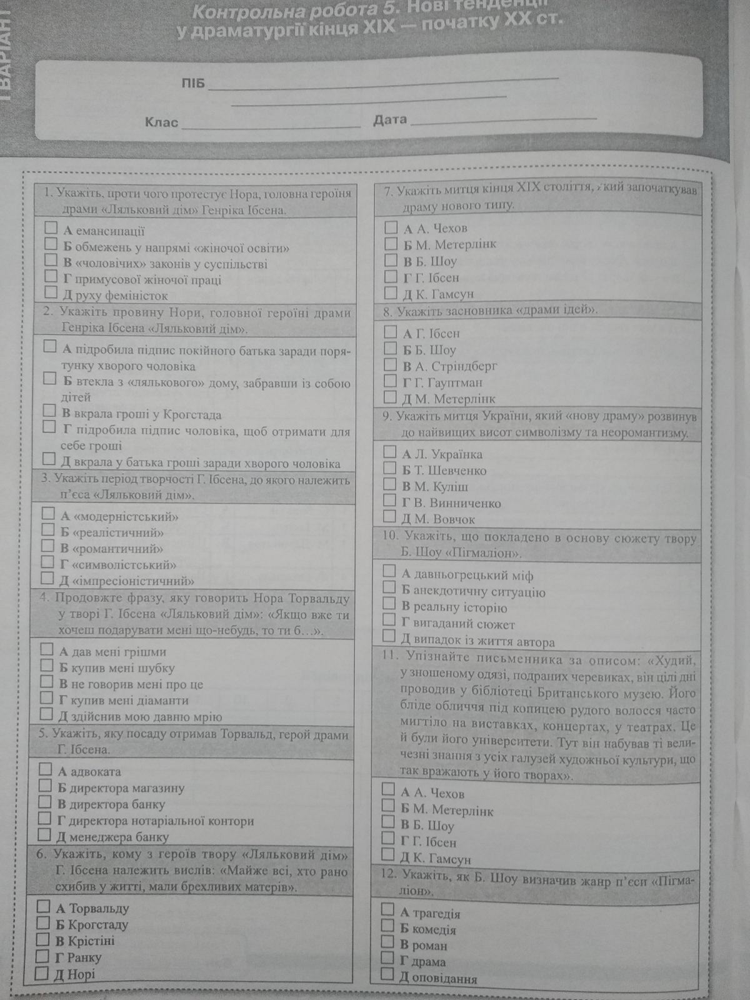 І ВАРІАНТ
Контрольна робота 5. Нові тенденції
у драматургії кінця XIX — початку XX ст.
ПІБ
Клас Дата
1. Укажіть, проти чого протестує Нора, головна героїня
драми «Ляльковий дім» Генріка Ібсена.
А емансипації
Б обмежень у напрямі «жіночої освіти»
В «чоловічих» законів у суспільстві
Г примусової жіночої праці
Д руху феміністок
2. Укажіть провину Нори, головної героїні драми
Генріка Ібсена «Ляльковий дім».
А підробила підпис покійного батька заради поря-
тунку хворого чоловіка
Б втекла з «лялькового» дому, забравши із собою
дітей
В вкрала гроші у Крогстада
Г підробила підпис чоловіка, щоб отримати для
себе гроші
Д вкрала у батька гроші заради хворого чоловіка
3. Укажіть період творчості Г. Ібсена, до якого належить
п’єса «Ляльковий дім».
А «модерністський»
Б «реалістичний»
В «романтичний»
Г «символістський»
Д «імпресіоністичний»
4. Продовжте фразу, яку говорить Нора Торвальду
у творі Г. Ібсена «Ляльковий дім»: «Якщо вже ти
хочеш подарувати мені що-небудь, то ти б...».
А дав мені грішми
Б купив мені шубку
В не говорив мені про це
Г купив мені діаманти
Д здійснив мою давню мрію
5. Укажіть, яку посаду отримав Торвальд, герой драми
Г. Ібсена.
А адвоката
Б директора магазину
В директора банку
Г директора нотаріальної контори
Д менеджера банку
6. Укажіть, кому з героїв твору «Ляльковий дім»
Г. Ібсена належить вислів: «Майже всі, хто рано
схибив у житті, мали брехливих матерів».
А Торвальду
Б Крогстаду
В Крістіні
Г Ранку
Д Норі
7. Укажіть митця кінця XIX століття, який започаткував
драму нового типу.
А А. Чехов
Б М. Метерлінк
В Б. Шоу
Г Г. Ібсен
Д К. Гамсун
8. Укажіть засновника «драми ідей».
А Г. Ібсен
Б Б. Шоу
В А. Стріндберг
Г Г. Гауптман
Д М. Метерлінк
9. Укажіть митця України, який «нову драму» розвинув
до найвищих висот символізму та неоромантизму.
А Л. Українка
Б Т. Шевченко
В М. Куліш
Г В. Винниченко
Д М. Вовчок
10. Укажіть, що покладено в основу сюжету твору
Б. Шоу «Пігмаліон».
А давньогрецький міф
Б анекдотичну ситуацію
В реальну історію
Г вигаданий сюжет
Д випадок із життя автора
11. Упізнайте письменника за описом: «Худий,
у зношеному одязі, подраних черевиках, він цілі дні
проводив у бібліотеці Британського музею. Його
бліде обличчя під копицею рудого волосся часто
мигтіло на виставках, концертах, у театрах. Це
й були його університети. Тут він набував ті вели-
чезні знання з усіх галузей художньої культури, що
так вражають у його творах».
А А. Чехов
Б М. Метерлінк
В Б. Шоу
Г Г. Ібсен
Д К. Гамсун
12. Укажіть, як Б. Шоу визначив жанр п’єси «Пігма-
ліон».
А трагедія
Б комедія
В роман
Г драма
Д оповідання